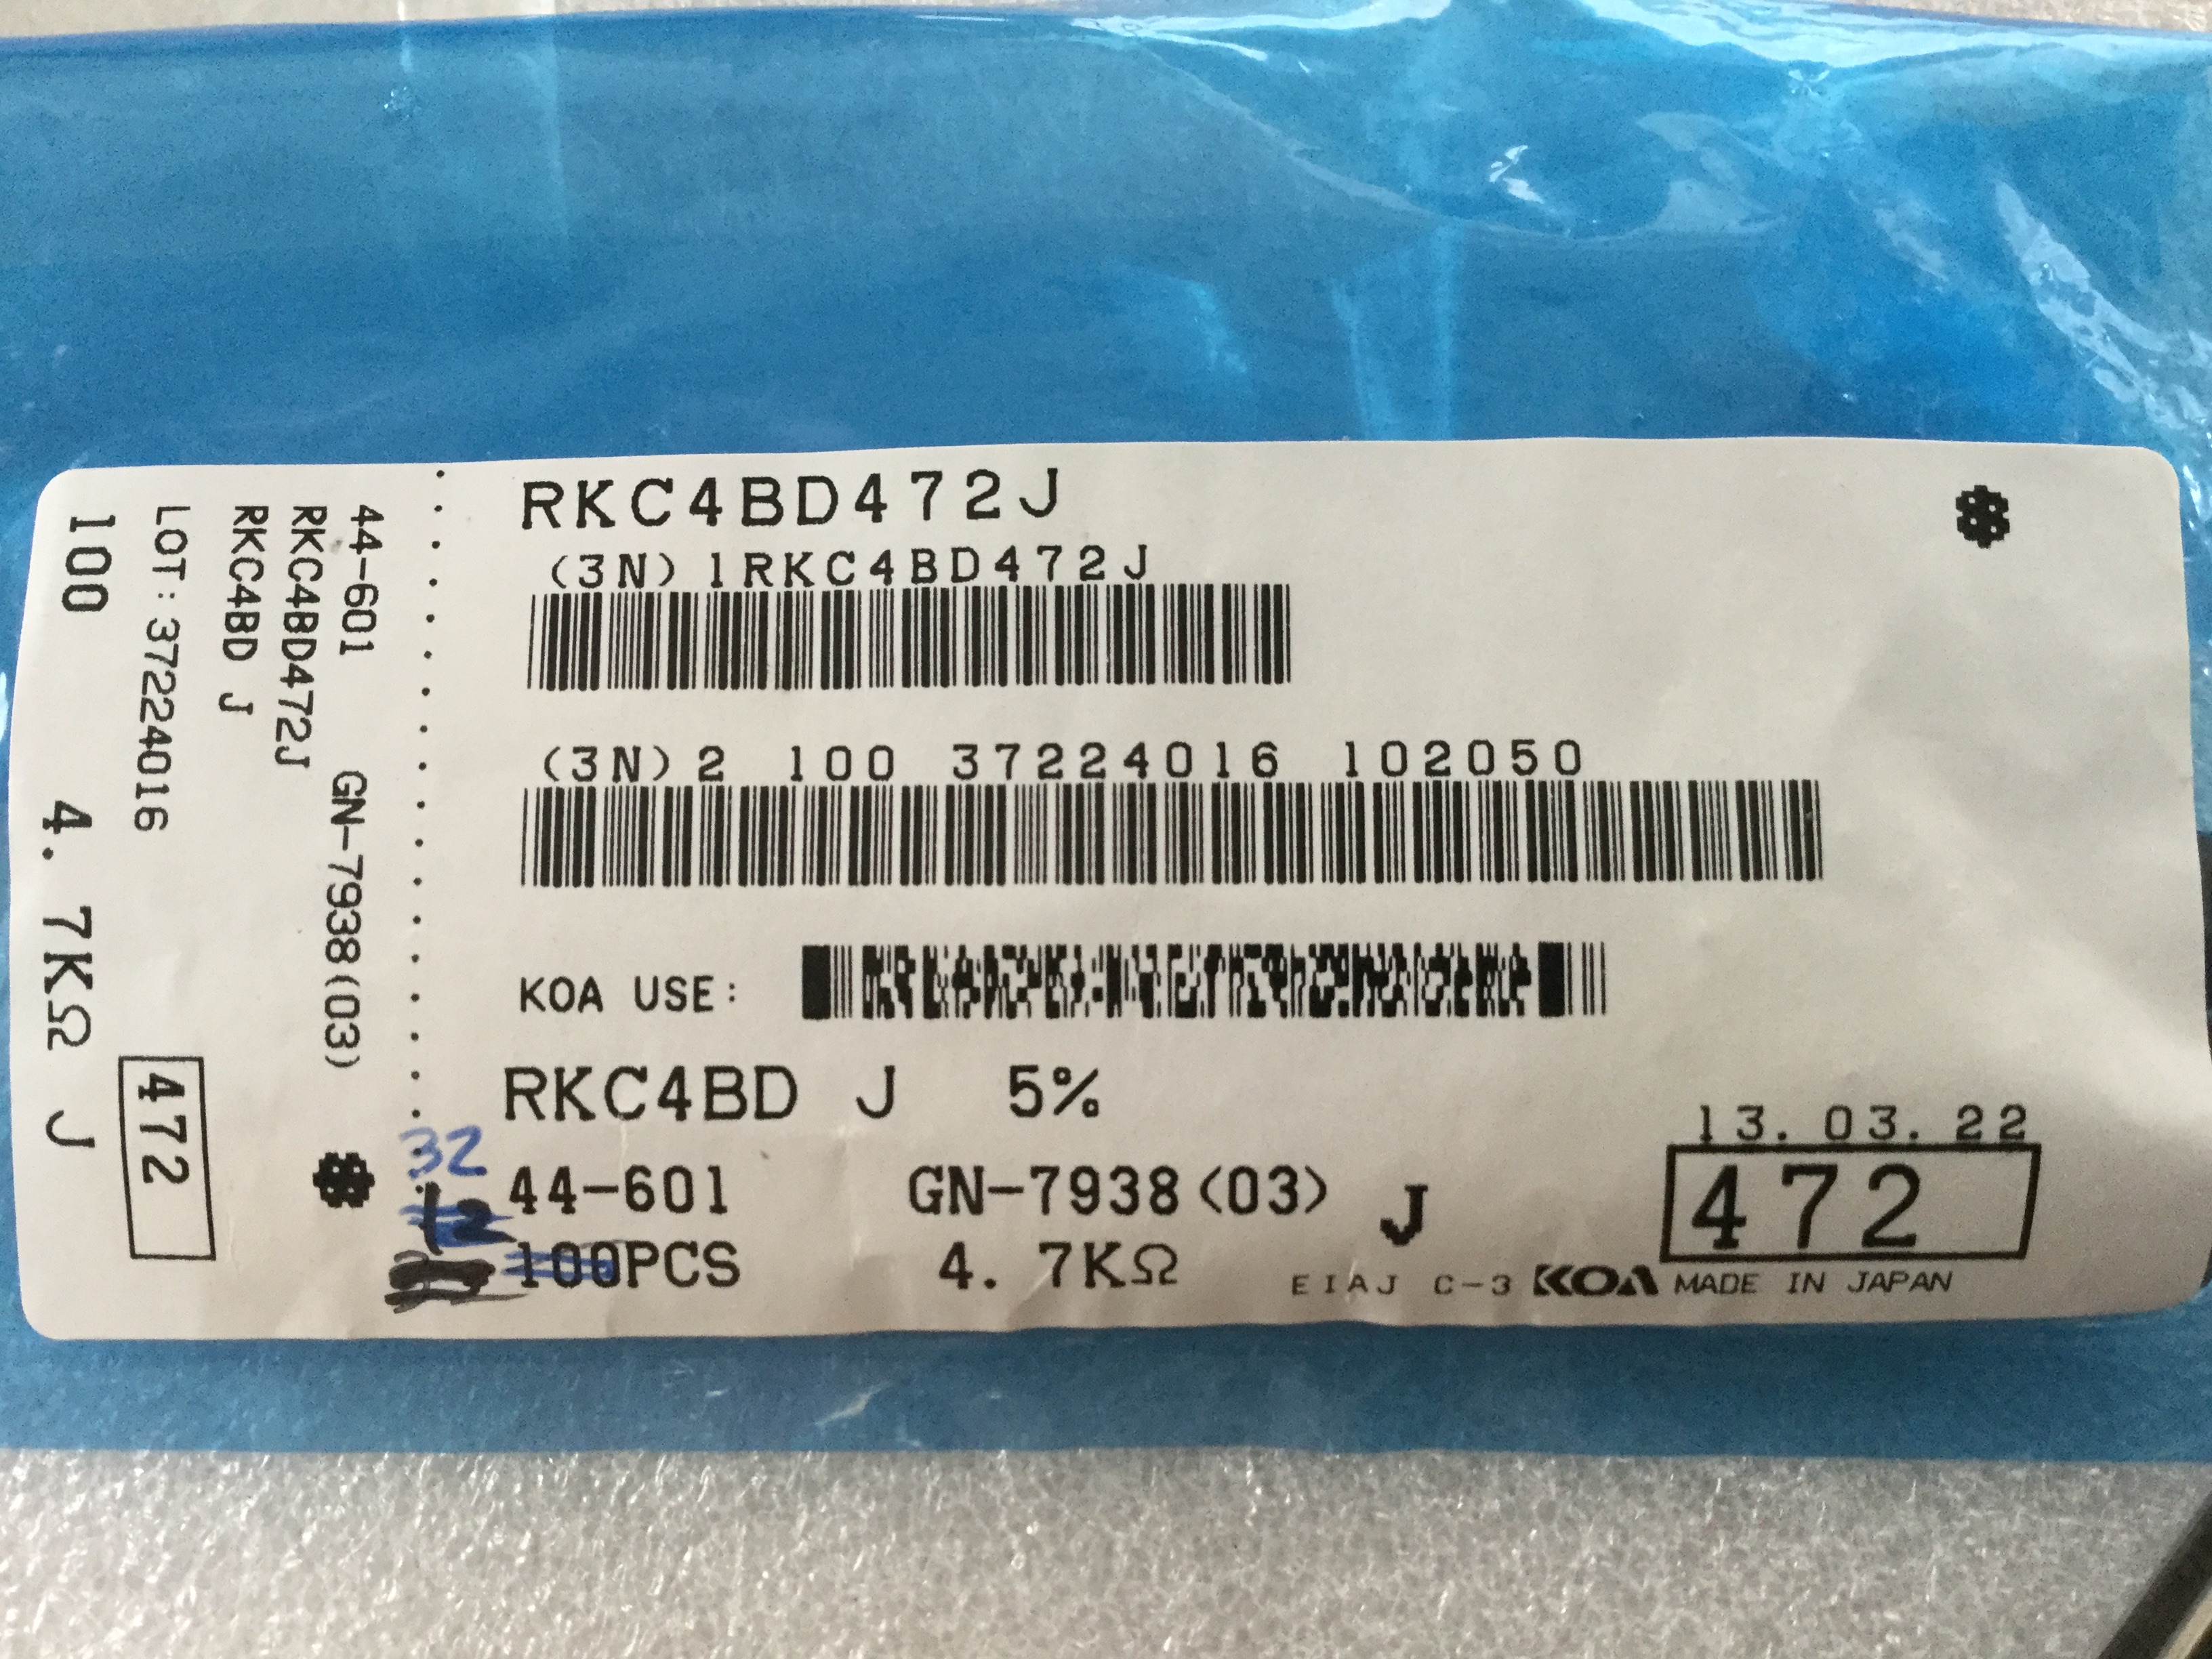 RKC4BD472J
(3N)1RKC4BD472J
(3N)2 100 37224016 102050
KOA USE:
RKC4BD J 5%
13.03.22
32
44-601 GN-7938(03) J 472
12
100PCS 4.7KΩ EIAJ C-3 KOA MADE IN JAPAN
44-601 GN-7938(03)
RKC4BD472J
RKC4BD J
LOT:37224016 472
100 4.7KΩ J